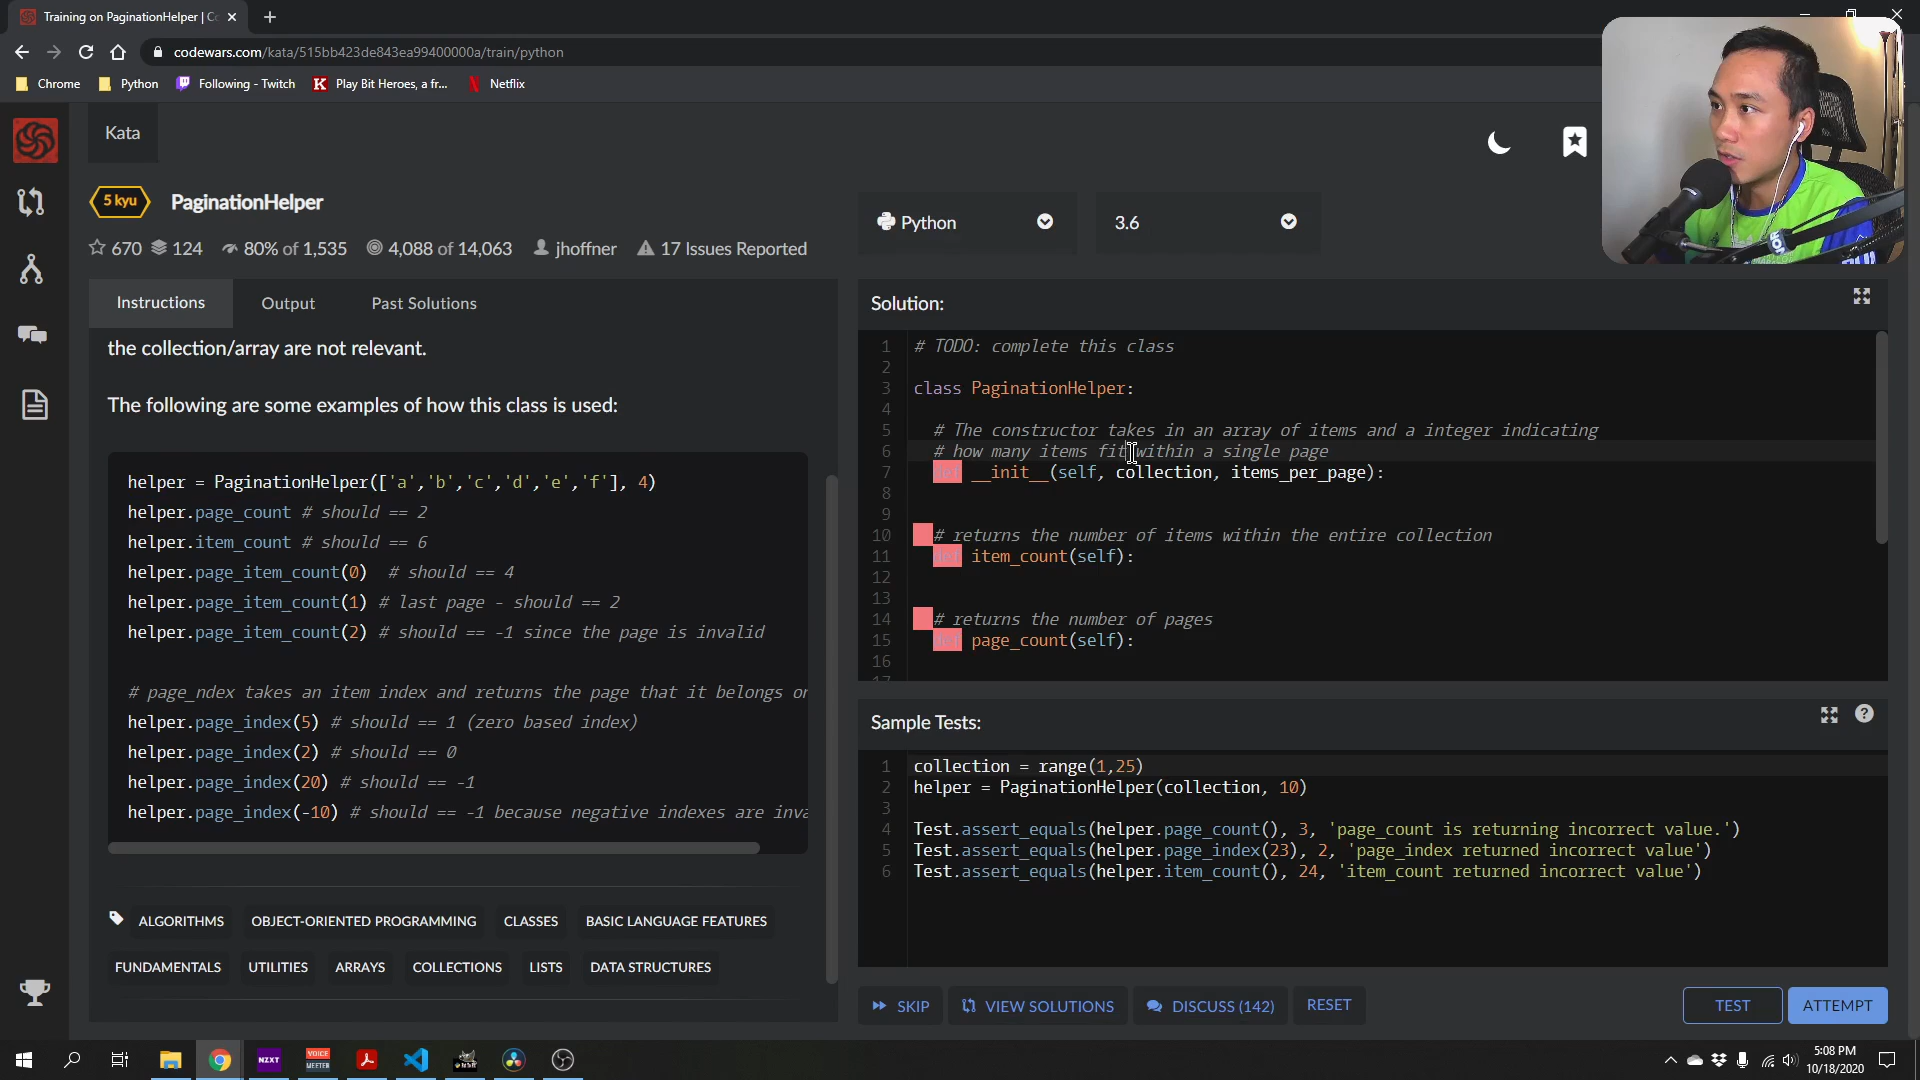 Training on PaginationHelper | Co
codewars.com/kata/515bb423de843ea99400000a/train/python
Chrome
Python
Following - Twitch
Play Bit Heroes, a fr...
Netflix
Kata
5 kyu
PaginationHelper
670
124
80% of 1,535
4,088 of 14,063
jhoffner
17 Issues Reported
Python
3.6
Instructions
Output
Past Solutions
the collection/array are not relevant.
The following are some examples of how this class is used:
helper = PaginationHelper(['a','b','c','d','e','f'], 4)
helper.page_count # should == 2
helper.item_count # should == 6
helper.page_item_count(0)  # should == 4
helper.page_item_count(1) # last page - should == 2
helper.page_item_count(2) # should == -1 since the page is invalid
# page_ndex takes an item index and returns the page that it belongs on
helper.page_index(5) # should == 1 (zero based index)
helper.page_index(2) # should == 0
helper.page_index(20) # should == -1
helper.page_index(-10) # should == -1 because negative indexes are inva
ALGORITHMS
OBJECT-ORIENTED PROGRAMMING
CLASSES
BASIC LANGUAGE FEATURES
FUNDAMENTALS
UTILITIES
ARRAYS
COLLECTIONS
LISTS
DATA STRUCTURES
Solution:
1 # TODO: complete this class
2
3 class PaginationHelper:
4
5 # The constructor takes in an array of items and a integer indicating
6 # how many items fit within a single page
7 def __init__(self, collection, items_per_page):
8
9
10 # returns the number of items within the entire collection
11 def item_count(self):
12
13
14 # returns the number of pages
15 def page_count(self):
16
17
Sample Tests:
1 collection = range(1,25)
2 helper = PaginationHelper(collection, 10)
3
4 Test.assert_equals(helper.page_count(), 3, 'page_count is returning incorrect value.')
5 Test.assert_equals(helper.page_index(23), 2, 'page_index returned incorrect value')
6 Test.assert_equals(helper.item_count(), 24, 'item_count returned incorrect value')
SKIP
VIEW SOLUTIONS
DISCUSS (142)
RESET
TEST
ATTEMPT
NZXT
VOICE
MEETER
5:08 PM
10/18/2020